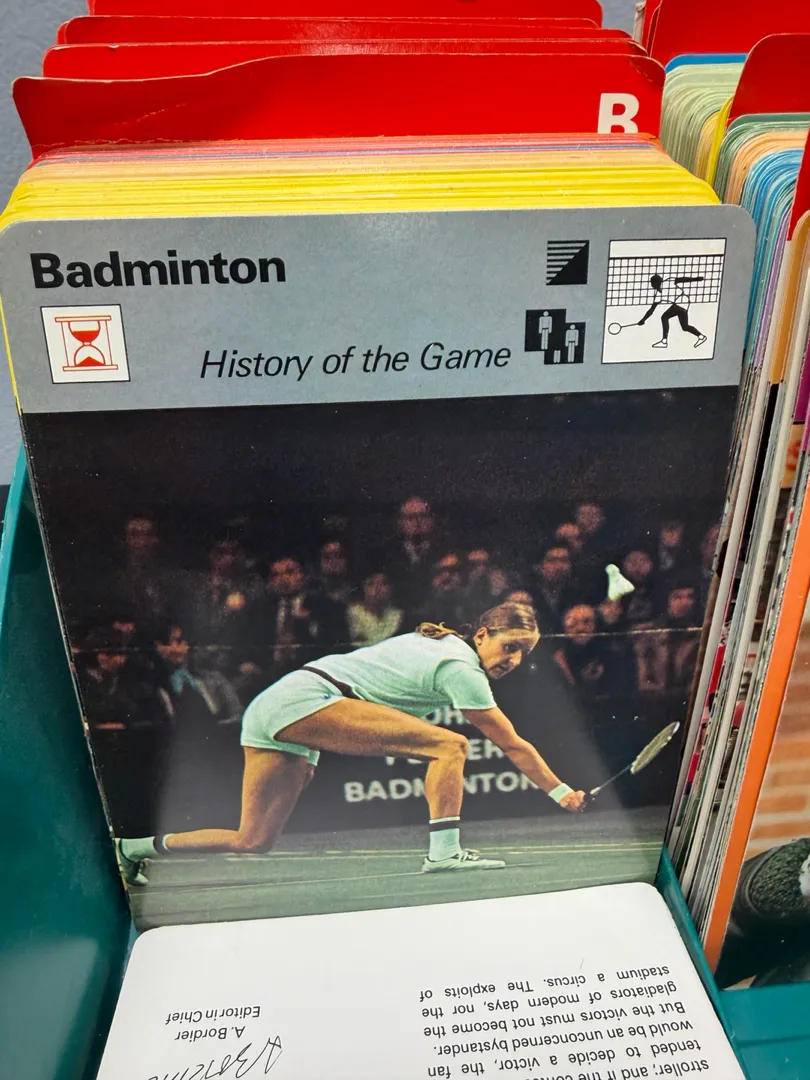 B
Badminton
History of the Game
BADMINTON
stroller; and if the
tended to decide a victor, the fan
would be an unconcerned bystander.
But the victors must not become the
gladiators of modern days, nor the
stadium a circus. The exploits of
A. Bordier
Editor in Chief